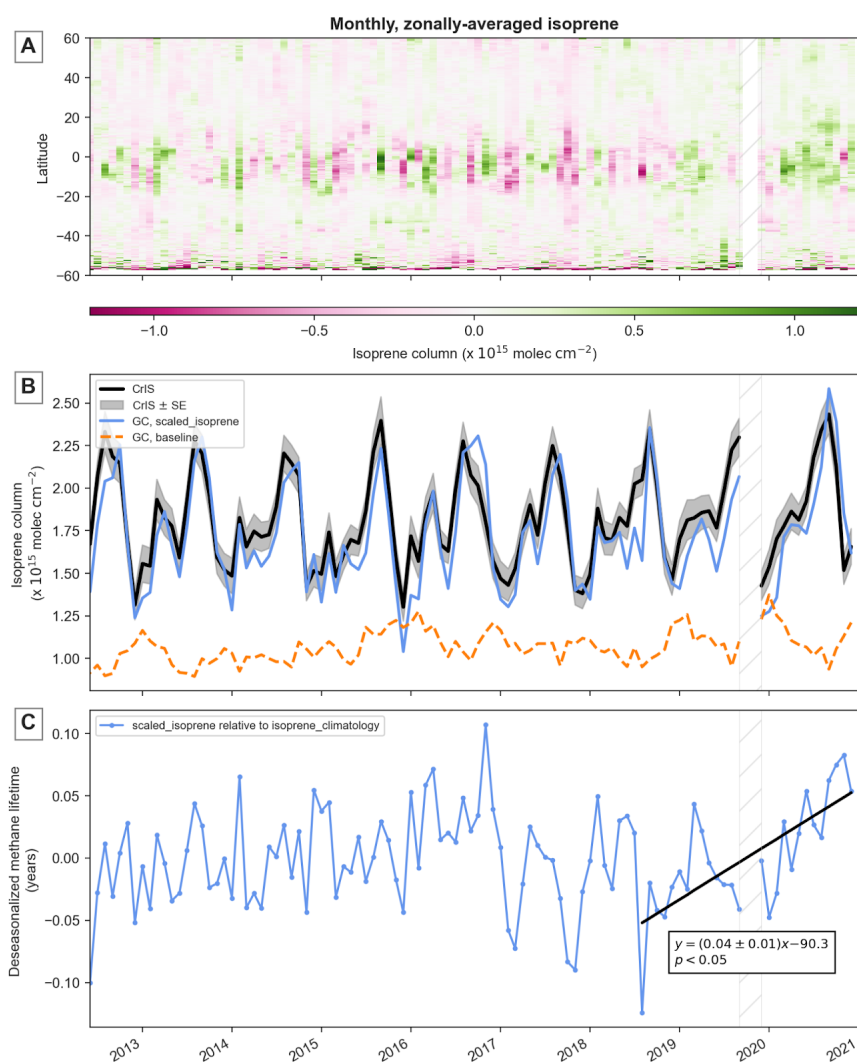 Monthly, zonally-averaged isoprene
A
60
40
20
0
−20
−40
−60
Latitude
−1.0
−0.5
0.0
0.5
1.0
Isoprene column (x 10¹⁵ molec cm⁻²)
B
CrIS
CrIS ± SE
GC, scaled_isoprene
GC, baseline
2.50
2.25
2.00
1.75
1.50
1.25
1.00
Isoprene column
(x 10¹⁵ molec cm⁻²)
C
scaled_isoprene relative to isoprene_climatology
0.10
0.05
0.00
−0.05
−0.10
Deseasonalized methane lifetime
(years)
y = (0.04 ± 0.01)x−90.3
p < 0.05
2013
2014
2015
2016
2017
2018
2019
2020
2021